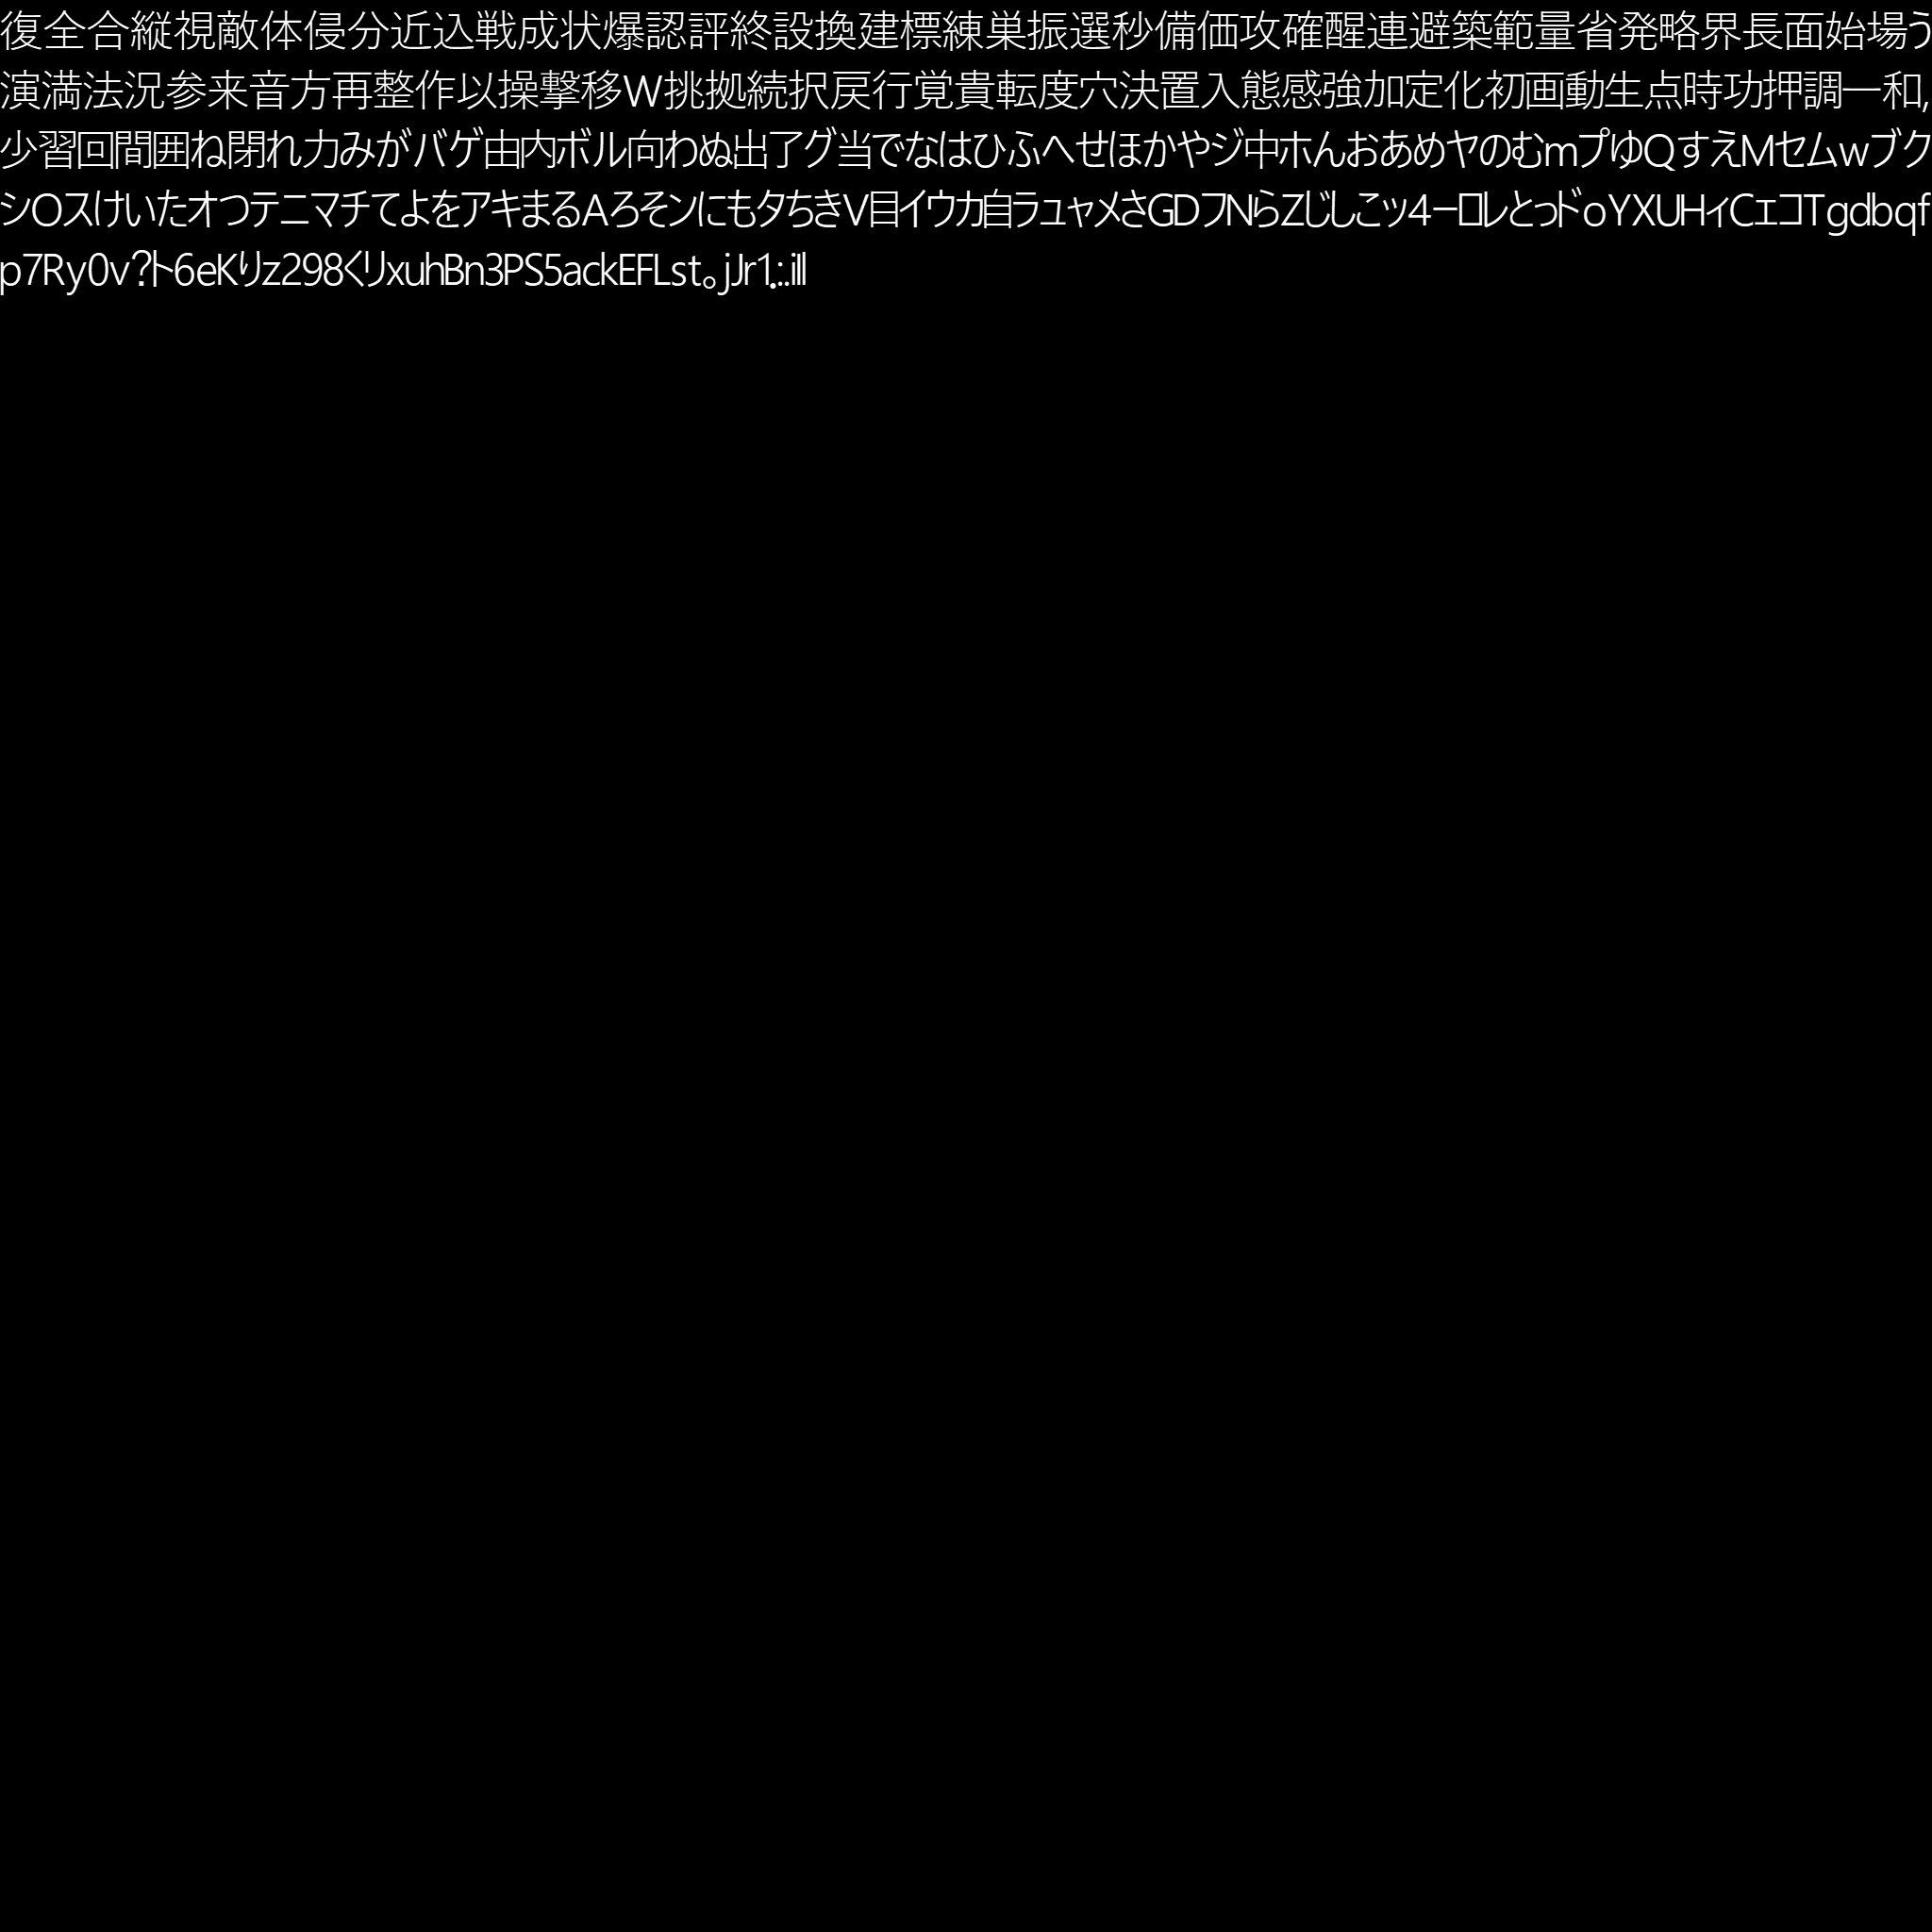 復全合縦視敵体侵分近込戦成状爆認評終設換建標練巣振選秒備価攻確醒連避築範量省発略界長面始場う
演満法況参来音方再整作以操撃移W挑拠続択戻行覚貴転度穴決置入態感強加定化初画動生点時功押調一和,
少習回間囲ね閉れ力みがバゲ由内ボル向わぬ出了グ当でなはひふへせほかやジ中ホんおあめヤのむmプゆQすえMセムwブク
シOスけいたオつテニマチてよをアキまるAろそンにもタちきV目イウカ自ラュャメさGDフNらZじしこッ4ーロレとっドoYXUHィCエコTgdbqf
p7Ry0v?ト6eKりz298くリxuhBn3PS5ackEFLst。jJr1,:.ilI